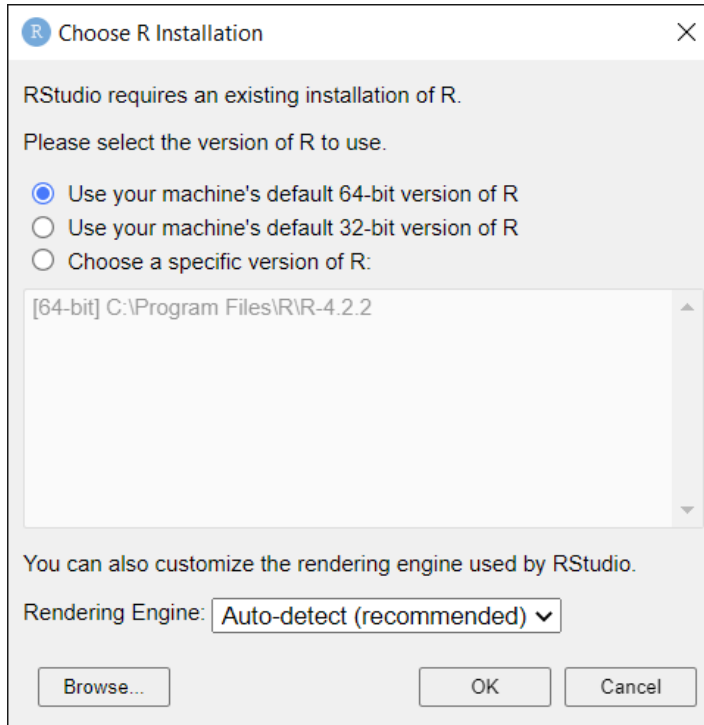 R Choose R Installation
RStudio requires an existing installation of R.
Please select the version of R to use.
Use your machine's default 64-bit version of R
Use your machine's default 32-bit version of R
Choose a specific version of R:
[64-bit] C:\Program Files\R\R-4.2.2
You can also customize the rendering engine used by RStudio.
Rendering Engine: Auto-detect (recommended)
Browse... OK Cancel